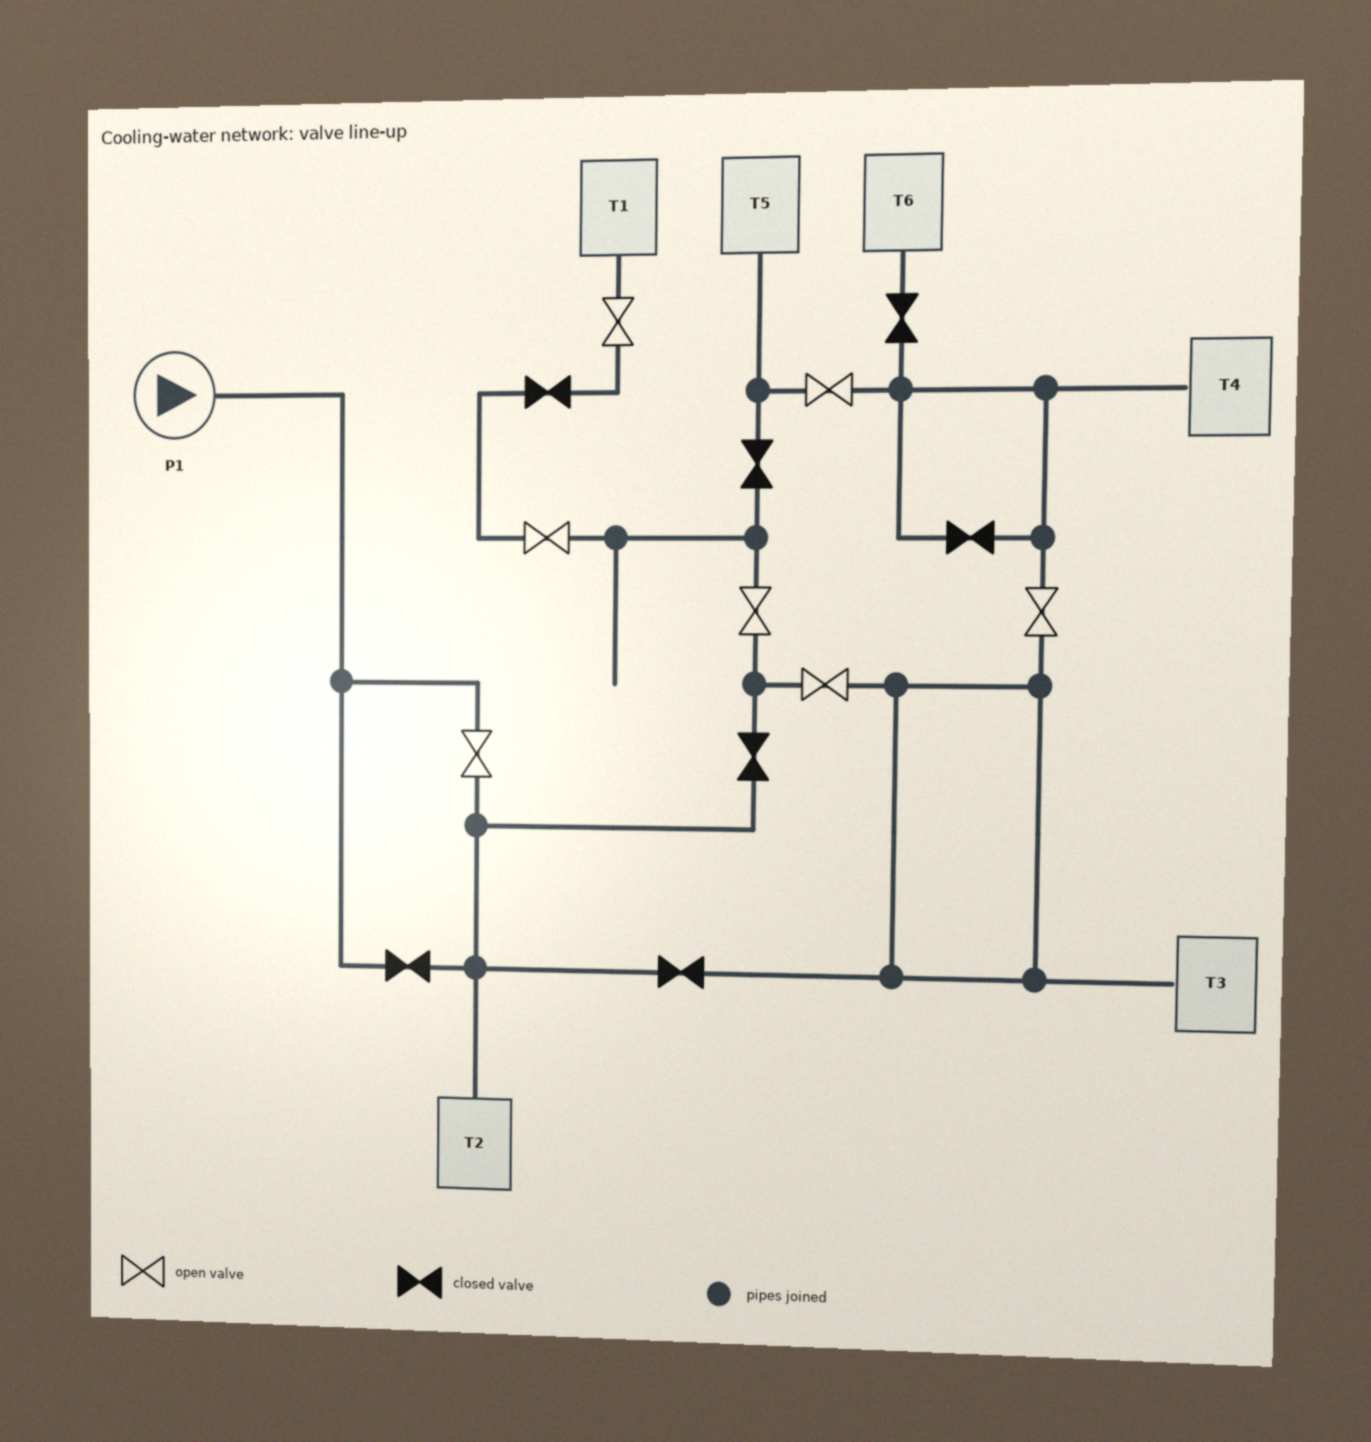 Cooling-water network: valve line-up
T1
T5
T6
T4
P1
T3
T2
open valve
closed valve
pipes joined